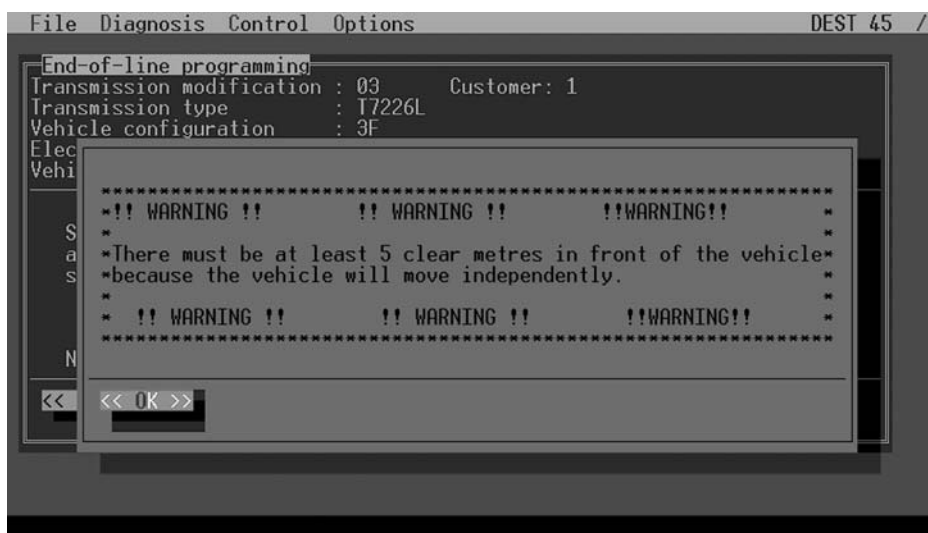 File Diagnosis Control Options DEST 45 /
End-of-line programming
Transmission modification : 03 Customer: 1
Transmission type : T7226L
Vehicle configuration : 3F
Elec
Vehi
*******************************************************************
*!! WARNING !! !! WARNING !! !!WARNING!! *
S * *
a *There must be at least 5 clear metres in front of the vehicle*
s *because the vehicle will move independently. *
* *
* !! WARNING !! !! WARNING !! !!WARNING!! *
*******************************************************************
N
<< << OK >>